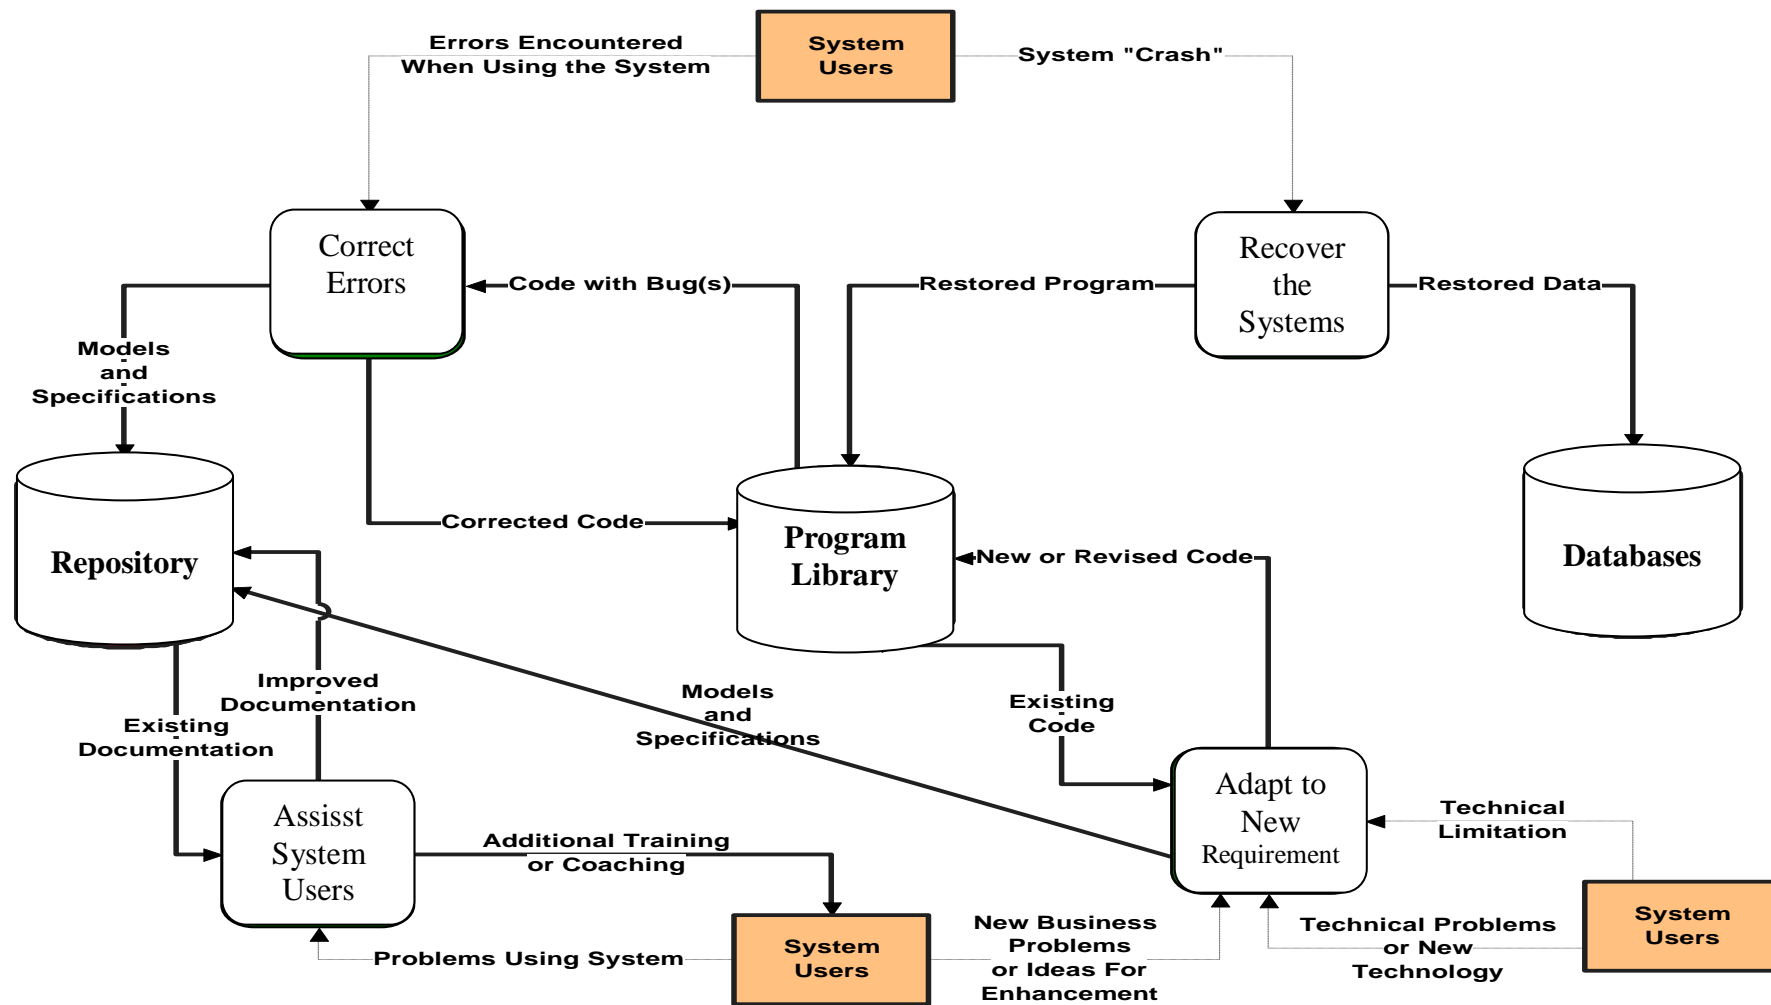 System
Users
Errors Encountered
When Using the System
System "Crash"
Correct
Errors
Recover
the
Systems
Code with Bug(s)
Restored Program
Restored Data
Models
and
Specifications
Corrected Code
Repository
Program
Library
New or Revised Code
Databases
Improved
Documentation
Existing
Documentation
Models
and
Specifications
Existing
Code
Assisst
System
Users
Additional Training
or Coaching
Adapt to
New
Requirement
Technical
Limitation
Problems Using System
System
Users
New Business
Problems
or Ideas For
Enhancement
Technical Problems
or New
Technology
System
Users